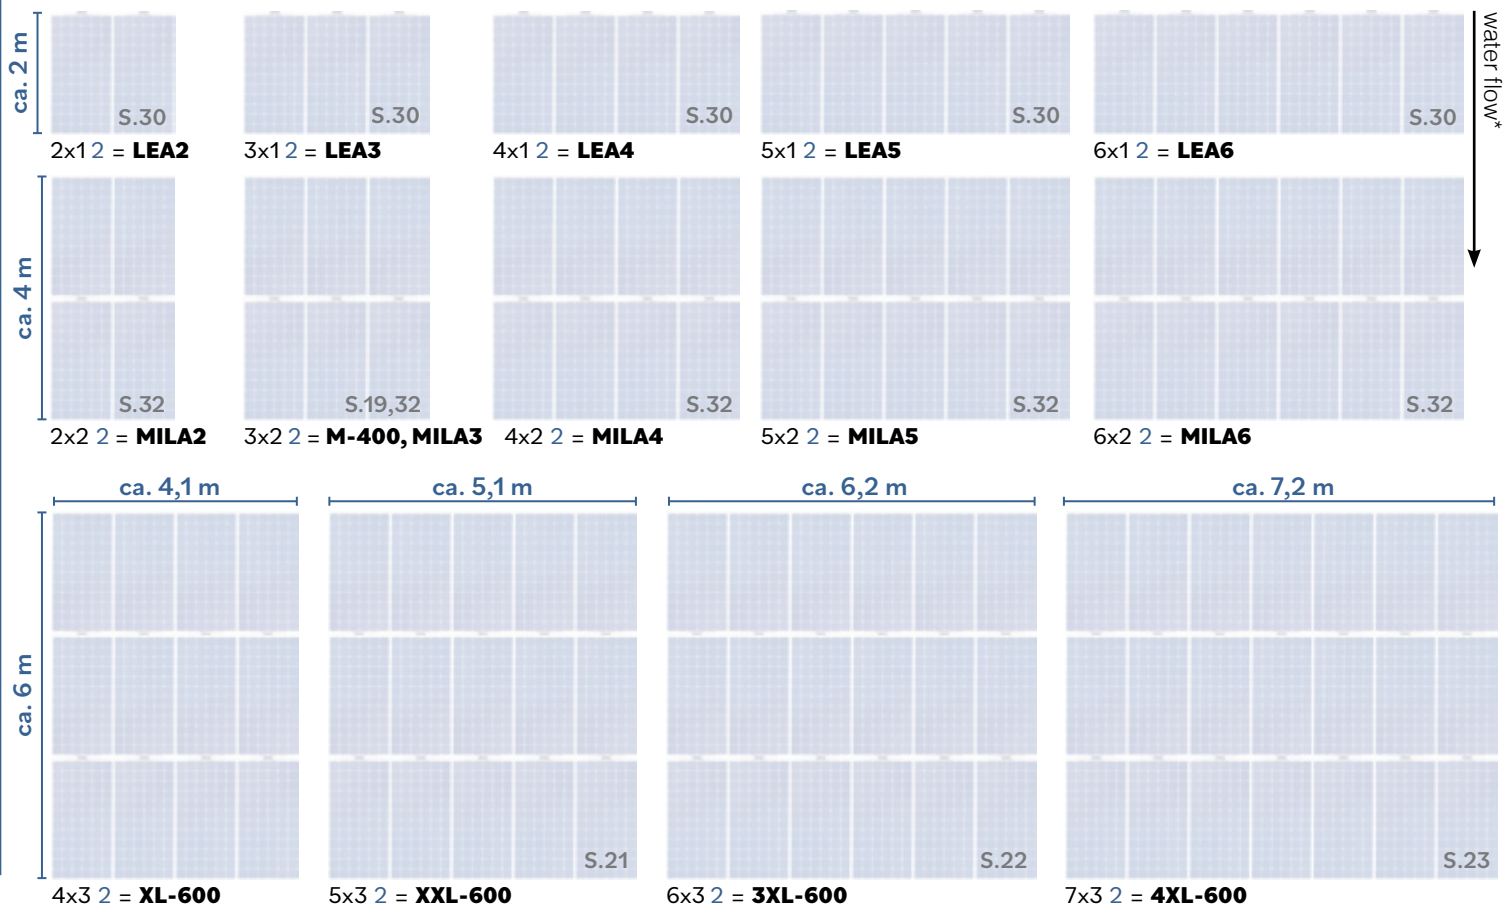 ca. 2 m
S.30
S.30
S.30
S.30
S.30
water flow*
2x1 2 = LEA2
3x1 2 = LEA3
4x1 2 = LEA4
5x1 2 = LEA5
6x1 2 = LEA6
ca. 4 m
S.32
S.19,32
S.32
S.32
S.32
2x2 2 = MILA2
3x2 2 = M-400, MILA3
4x2 2 = MILA4
5x2 2 = MILA5
6x2 2 = MILA6
ca. 4,1 m
ca. 5,1 m
ca. 6,2 m
ca. 7,2 m
ca. 6 m
S.21
S.22
S.23
4x3 2 = XL-600
5x3 2 = XXL-600
6x3 2 = 3XL-600
7x3 2 = 4XL-600